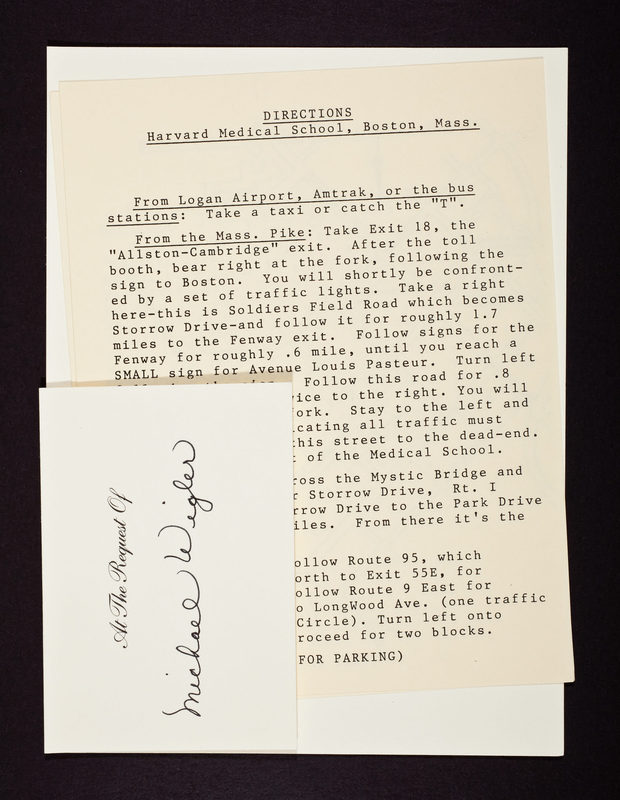 DIRECTIONS
Harvard Medical School, Boston, Mass.
From Logan Airport, Amtrak, or the bus
stations: Take a taxi or catch the "T".
From the Mass. Pike: Take Exit 18, the
"Allston-Cambridge" exit. After the toll
booth, bear right at the fork, following the
sign to Boston. You will shortly be confront-
ed by a set of traffic lights. Take a right
here-this is Soldiers Field Road which becomes
Storrow Drive-and follow it for roughly 1.7
miles to the Fenway exit. Follow signs for the
Fenway for roughly .6 mile, until you reach a
SMALL sign for Avenue Louis Pasteur. Turn left
Follow this road for .8
vice to the right. You will
ork. Stay to the left and
icating all traffic must
this street to the dead-end.
t of the Medical School.
ross the Mystic Bridge and
r Storrow Drive, Rt. I
rrow Drive to the Park Drive
iles. From there it's the
ollow Route 95, which
orth to Exit 55E, for
ollow Route 9 East for
o LongWood Ave. (one traffic
Circle). Turn left onto
roceed for two blocks.
FOR PARKING)
At The Request Of
Michael Wigler